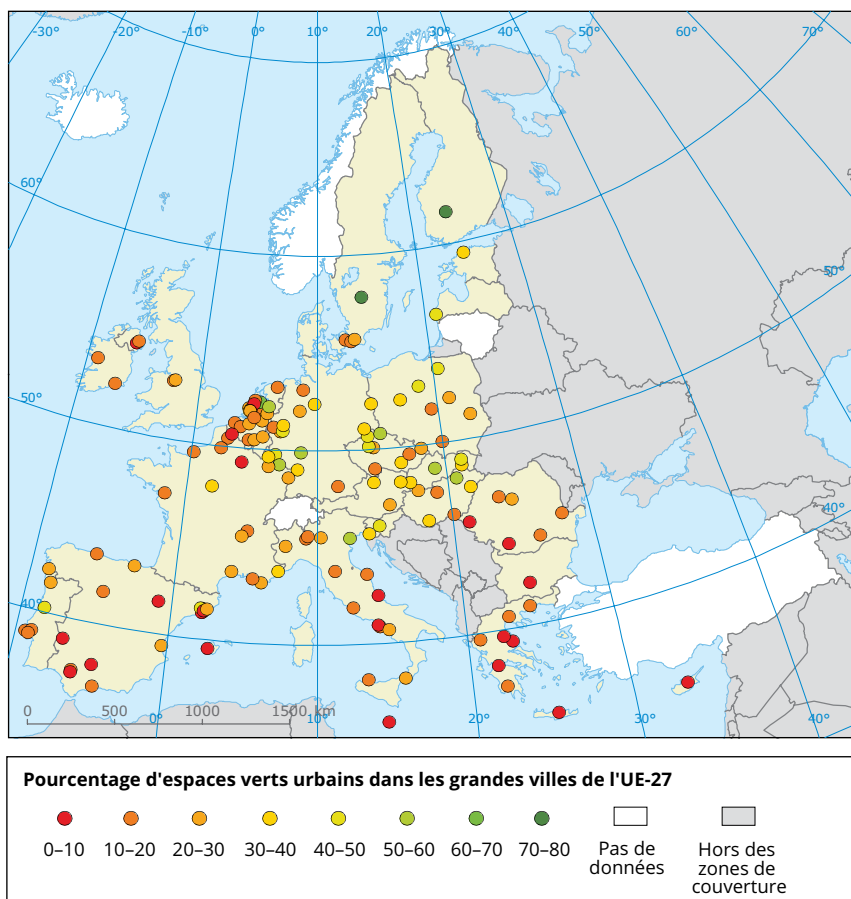 -30° -20° -10° 0° 10° 20° 30° 40° 50° 60° 70°
60°
50°
50°
40°
40°
0 500 1000 1500 km
0° 10° 20° 30° 40°
Pourcentage d'espaces verts urbains dans les grandes villes de l'UE-27
0–10 10–20 20–30 30–40 40–50 50–60 60–70 70–80 Pas de données Hors des zones de couverture